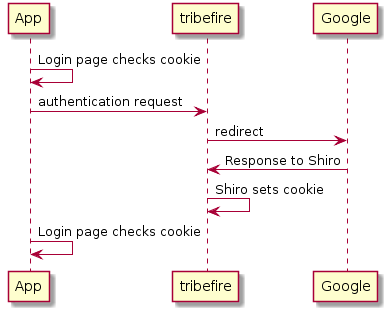 App tribefire Google
Login page checks cookie
authentication request
redirect
Response to Shiro
Shiro sets cookie
Login page checks cookie
App tribefire Google